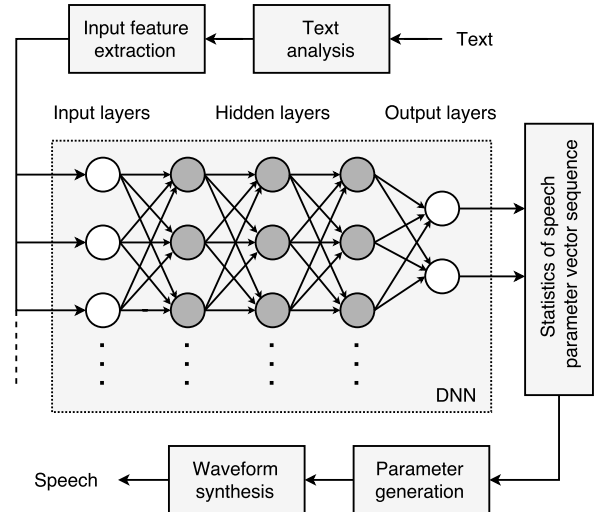 Input feature
extraction
Text
analysis
Text
Input layers
Hidden layers
Output layers
Statistics of speech
parameter vector sequence
DNN
Speech
Waveform
synthesis
Parameter
generation